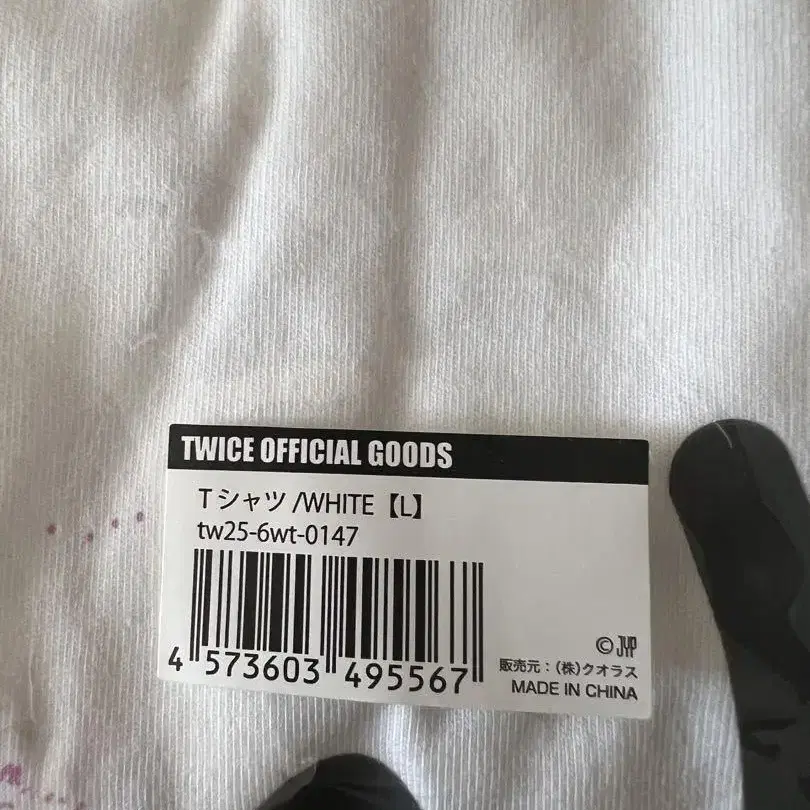 TWICE OFFICIAL GOODS
Tシャツ/WHITE【L】
tw25-6wt-0147
4 573603 495567
© JYP
販売元：(株)クオラス
MADE IN CHINA